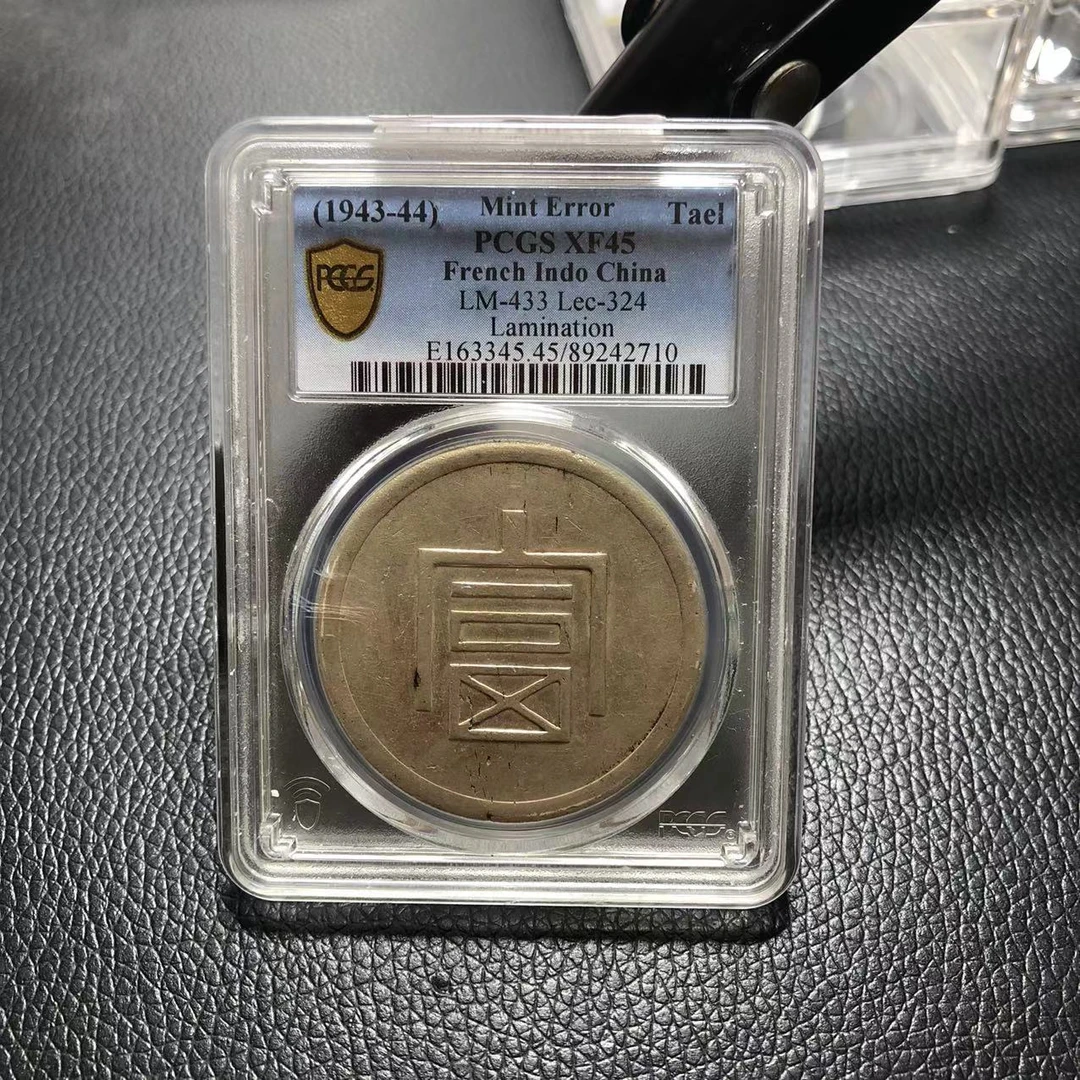 (1943-44) Mint Error Tael
PCGS XF45
French Indo China
LM-433 Lec-324
Lamination
E163345.45/89242710
PCGS
富
PCGS